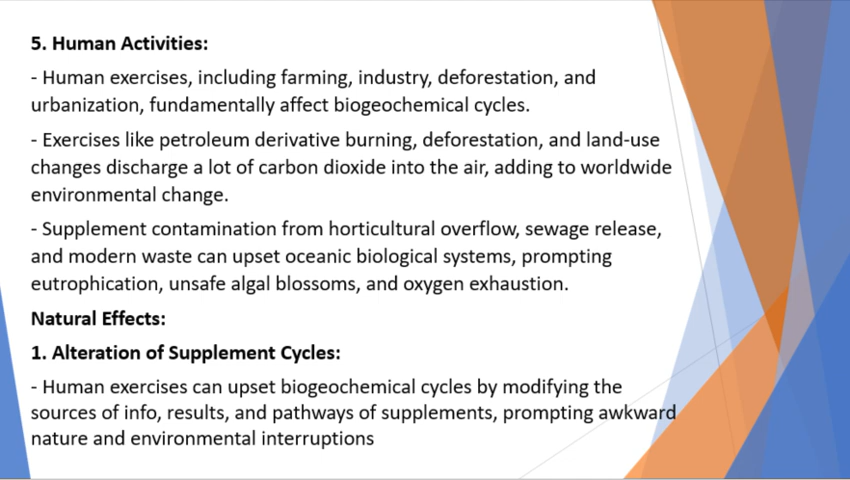 5. Human Activities:
- Human exercises, including farming, industry, deforestation, and
urbanization, fundamentally affect biogeochemical cycles.
- Exercises like petroleum derivative burning, deforestation, and land-use
changes discharge a lot of carbon dioxide into the air, adding to worldwide
environmental change.
- Supplement contamination from horticultural overflow, sewage release,
and modern waste can upset oceanic biological systems, prompting
eutrophication, unsafe algal blossoms, and oxygen exhaustion.
Natural Effects:
1. Alteration of Supplement Cycles:
- Human exercises can upset biogeochemical cycles by modifying the
sources of info, results, and pathways of supplements, prompting awkward
nature and environmental interruptions